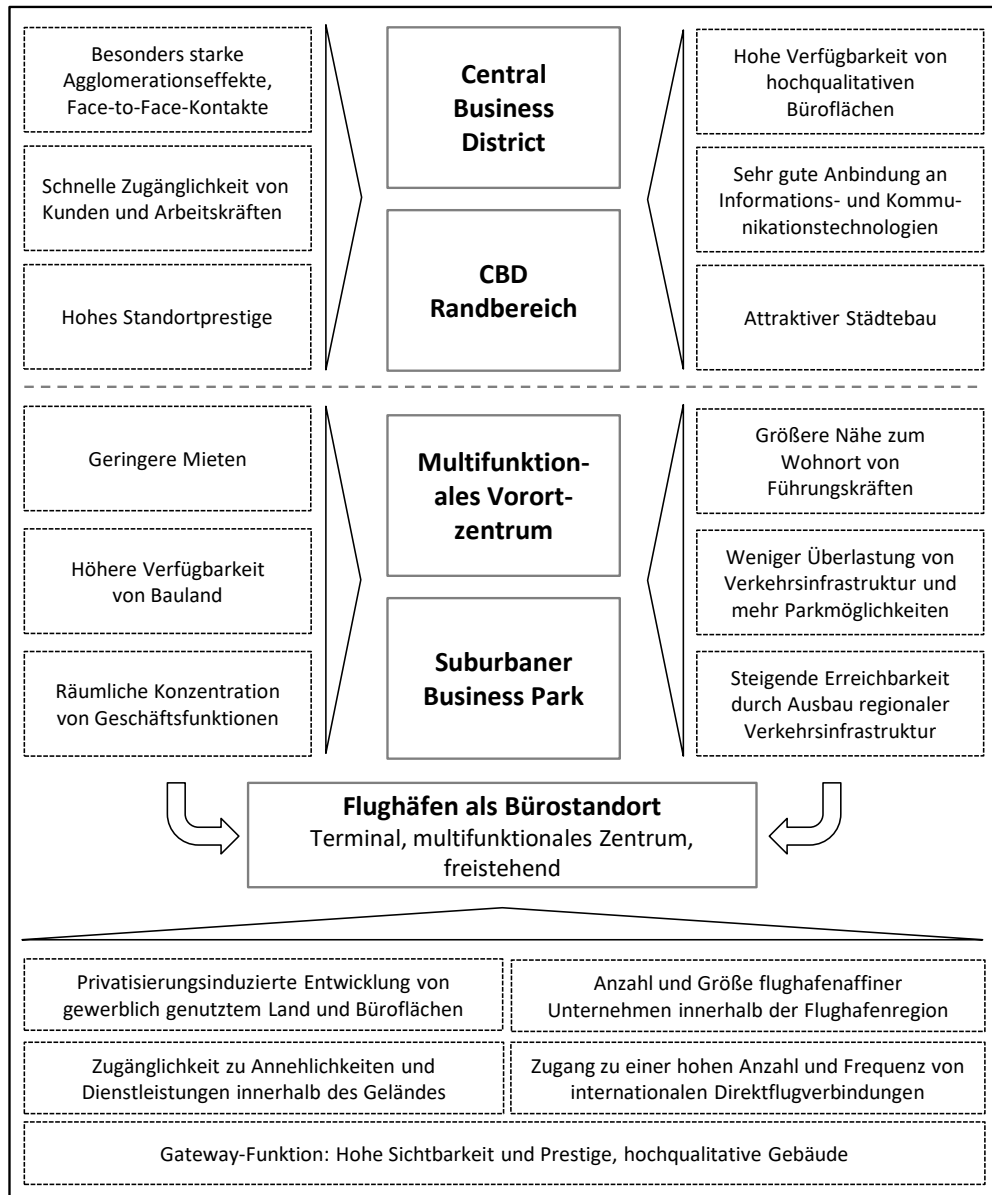 Besonders starke
Agglomerationseffekte,
Face-to-Face-Kontakte
Schnelle Zugänglichkeit von
Kunden und Arbeitskräften
Hohes Standortprestige
Central
Business
District
CBD
Randbereich
Hohe Verfügbarkeit von
hochqualitativen
Büroflächen
Sehr gute Anbindung an
Informations- und Kommu-
nikationstechnologien
Attraktiver Städtebau
Geringere Mieten
Höhere Verfügbarkeit
von Bauland
Räumliche Konzentration
von Geschäftsfunktionen
Multifunktion-
ales Vorort-
zentrum
Suburbaner
Business Park
Größere Nähe zum
Wohnort von
Führungskräften
Weniger Überlastung von
Verkehrsinfrastruktur und
mehr Parkmöglichkeiten
Steigende Erreichbarkeit
durch Ausbau regionaler
Verkehrsinfrastruktur
Flughäfen als Bürostandort
Terminal, multifunktionales Zentrum,
freistehend
Privatisierungsinduzierte Entwicklung von
gewerblich genutztem Land und Büroflächen
Anzahl und Größe flughafenaffiner
Unternehmen innerhalb der Flughafenregion
Zugänglichkeit zu Annehlichkeiten und
Dienstleistungen innerhalb des Geländes
Zugang zu einer hohen Anzahl und Frequenz von
internationalen Direktflugverbindungen
Gateway-Funktion: Hohe Sichtbarkeit und Prestige, hochqualitative Gebäude